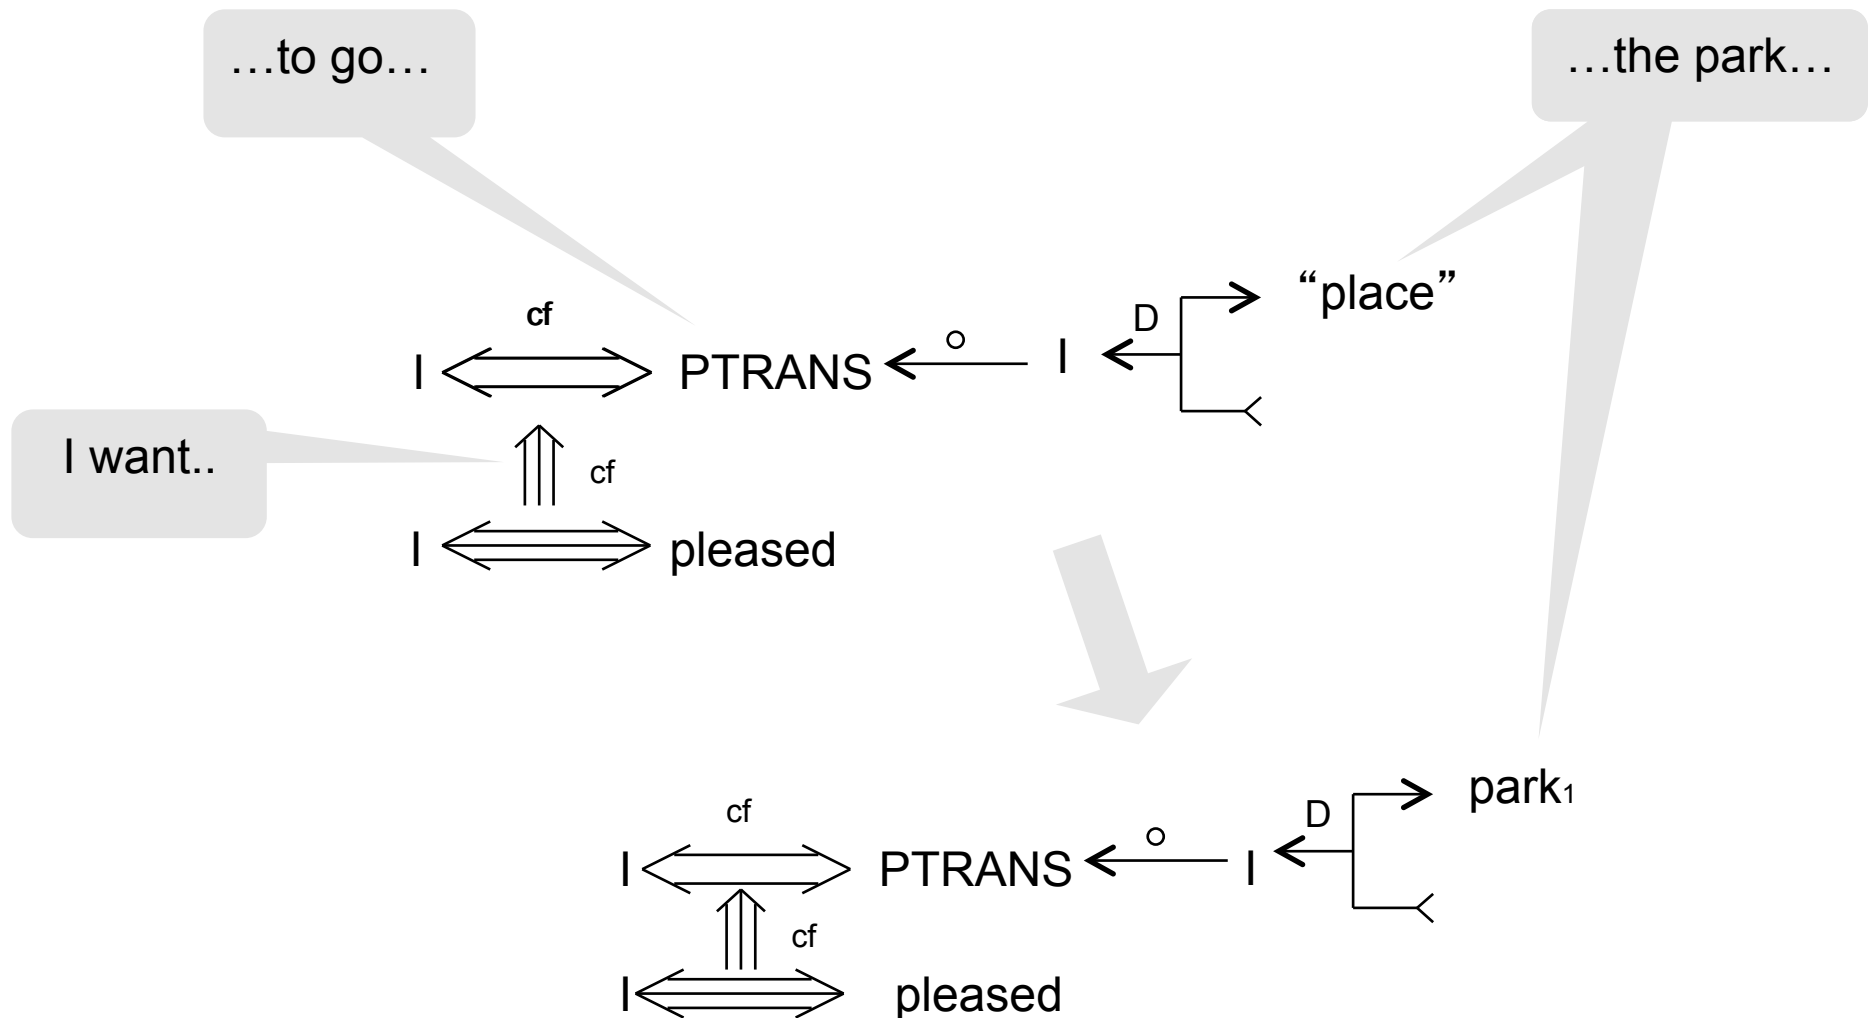 …to go…
…the park…
“place”
cf
D
o
I
PTRANS
I
I want..
cf
I
pleased
park1
cf
D
o
I
PTRANS
I
cf
I
pleased